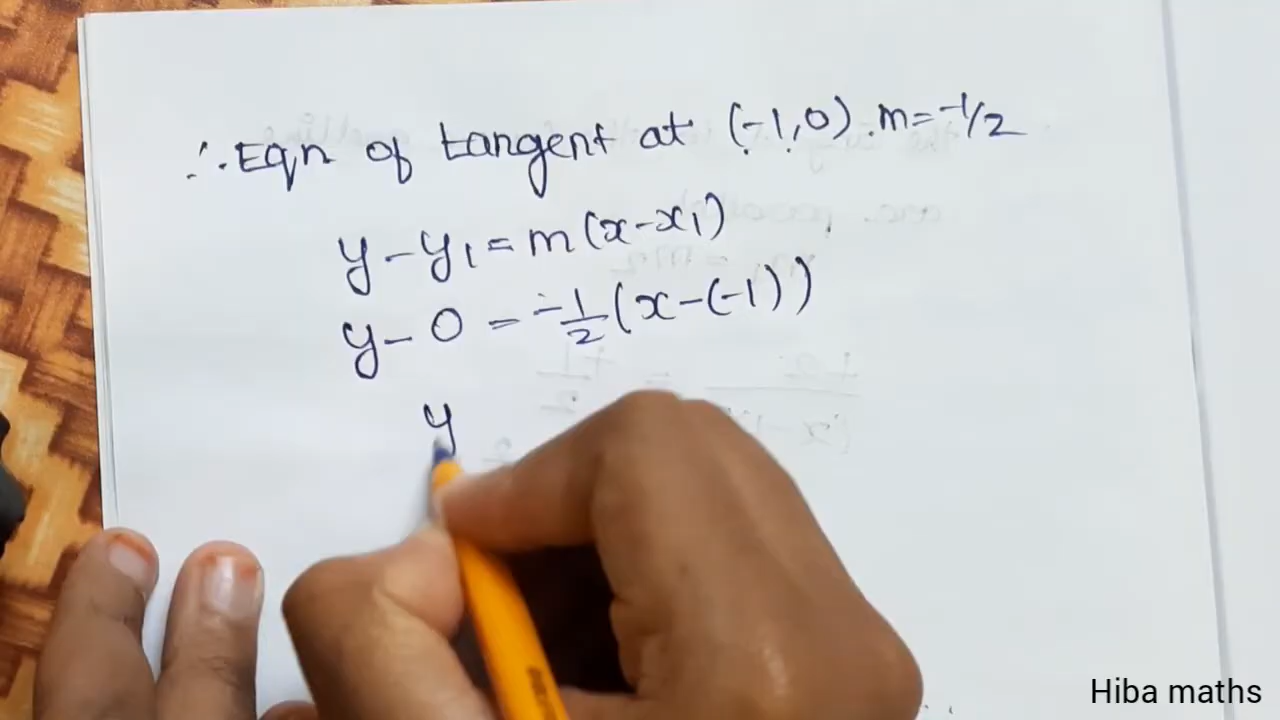 ∴ Eqn of tangent at (-1,0). m=-1/2
y-y₁=m(x-x₁)
y-0=-1/2(x-(-1))
y
Hiba maths